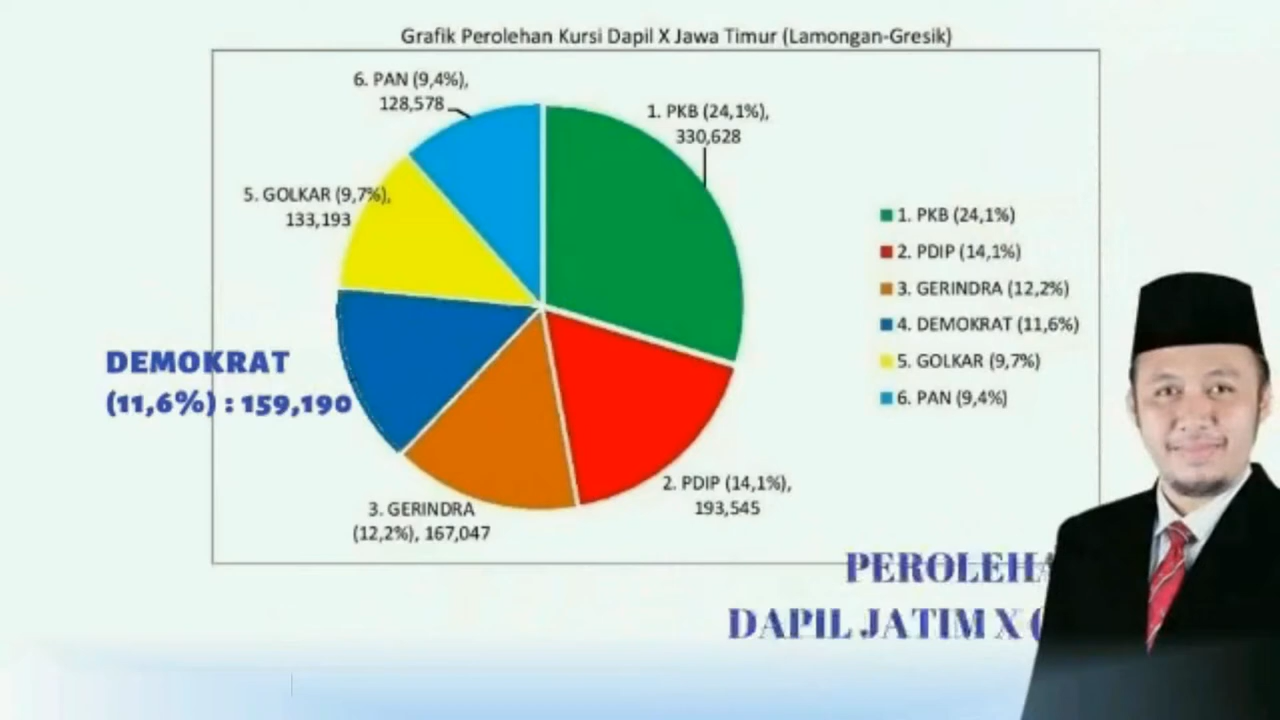 Grafik Perolehan Kursi Dapil X Jawa Timur (Lamongan-Gresik)
6. PAN (9,4%),
128,578
1. PKB (24,1%),
330,628
5. GOLKAR (9,7%),
133,193
1. PKB (24,1%)
2. PDIP (14,1%)
3. GERINDRA (12,2%)
4. DEMOKRAT (11,6%)
5. GOLKAR (9,7%)
6. PAN (9,4%)
DEMOKRAT
(11,6%) : 159,190
2. PDIP (14,1%),
193,545
3. GERINDRA
(12,2%), 167,047
DAPIL JATIM X (